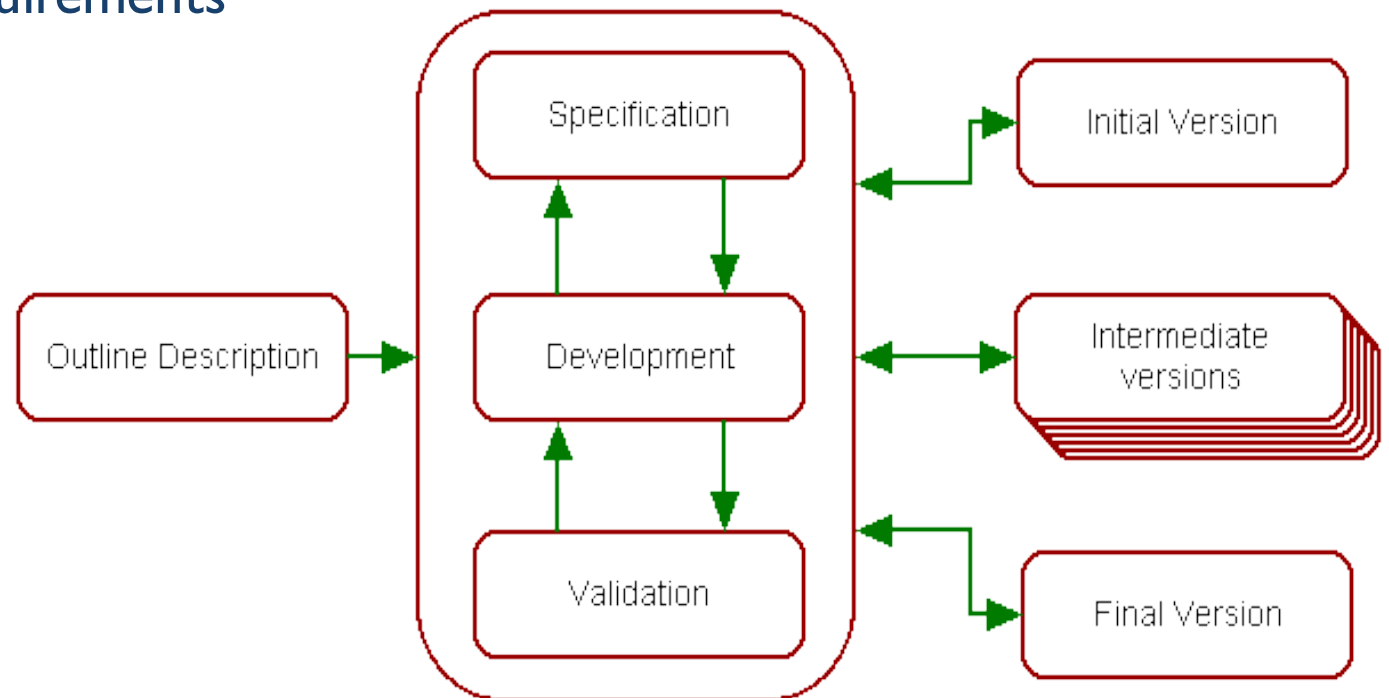 Specification
Initial Version
Outline Description
Development
Intermediate
versions
Validation
Final Version